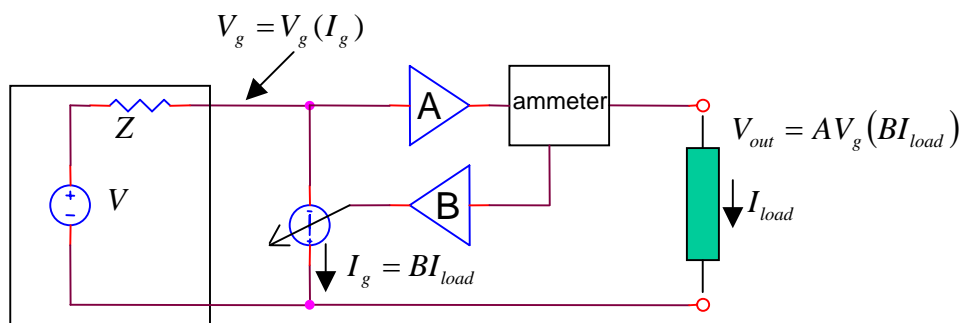 V_g = V_g(I_g)
A
ammeter
Z
V_out = AV_g(BI_load)
V
B
I_load
I_g = BI_load